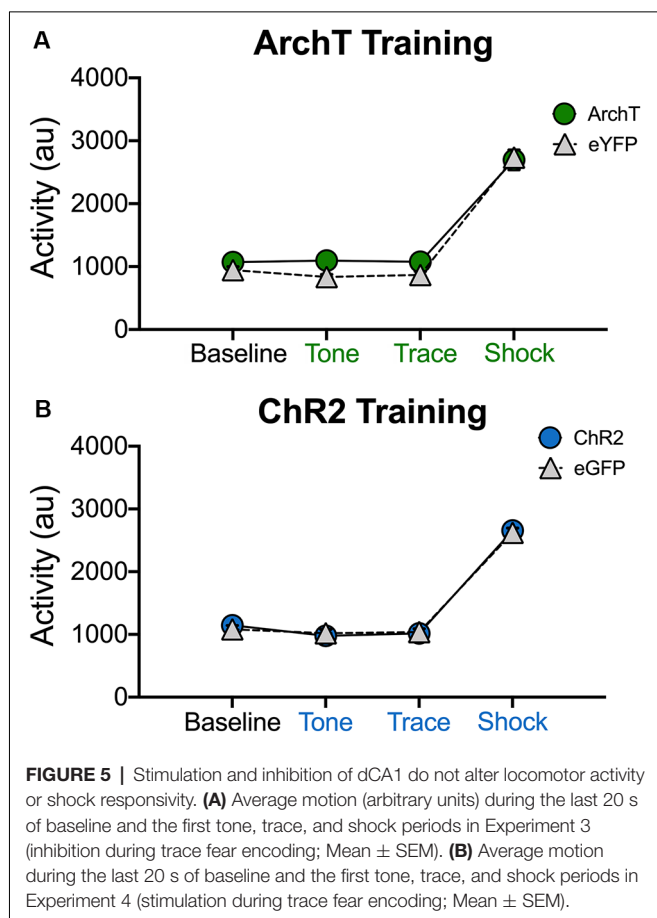 A
ArchT Training
4000
3000
2000
1000
0
Activity (au)
ArchT
eYFP
Baseline Tone Trace Shock
B
ChR2 Training
4000
3000
2000
1000
0
Activity (au)
ChR2
eGFP
Baseline Tone Trace Shock
FIGURE 5 | Stimulation and inhibition of dCA1 do not alter locomotor activity
or shock responsivity. (A) Average motion (arbitrary units) during the last 20 s
of baseline and the first tone, trace, and shock periods in Experiment 3
(inhibition during trace fear encoding; Mean ± SEM). (B) Average motion
during the last 20 s of baseline and the first tone, trace, and shock periods in
Experiment 4 (stimulation during trace fear encoding; Mean ± SEM).